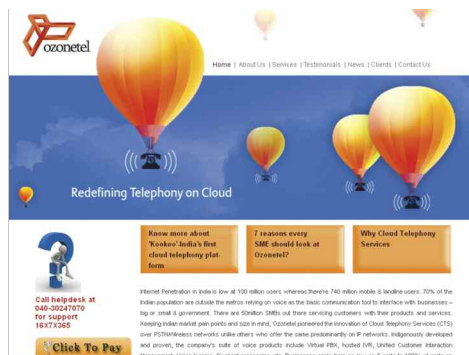 ozonetel
Home | About Us | Services | Testimonials | News | Clients | Contact Us
Redefining Telephony on Cloud
Know more about
'Kookoo'-India's first
cloud telephony plat-
form
7 reasons every
SME should look at
Ozonetel?
Why Cloud Telephony
Services
Call helpdesk at
040-30247070
for support
16X7X365
Click To Pay
Internet Penetration in India is low at 100 million users whereas there're 740 million mobile & landline users. 70% of the
Indian population are outside the metros relying on voice as the basic communication tool to interface with businesses –
big or small & government. There are 50million SMBs out there servicing customers with their products and services.
Keeping Indian market pain points and size in mind, Ozonetel pioneered the innovation of Cloud Telephony Services (CTS)
over PSTN/Wireless networks unlike others who offer the same predominantly on IP networks. Indigenously developed
and proven, the company's suite of voice products include Virtual PBX, hosted IVR, Unified Customer Interaction